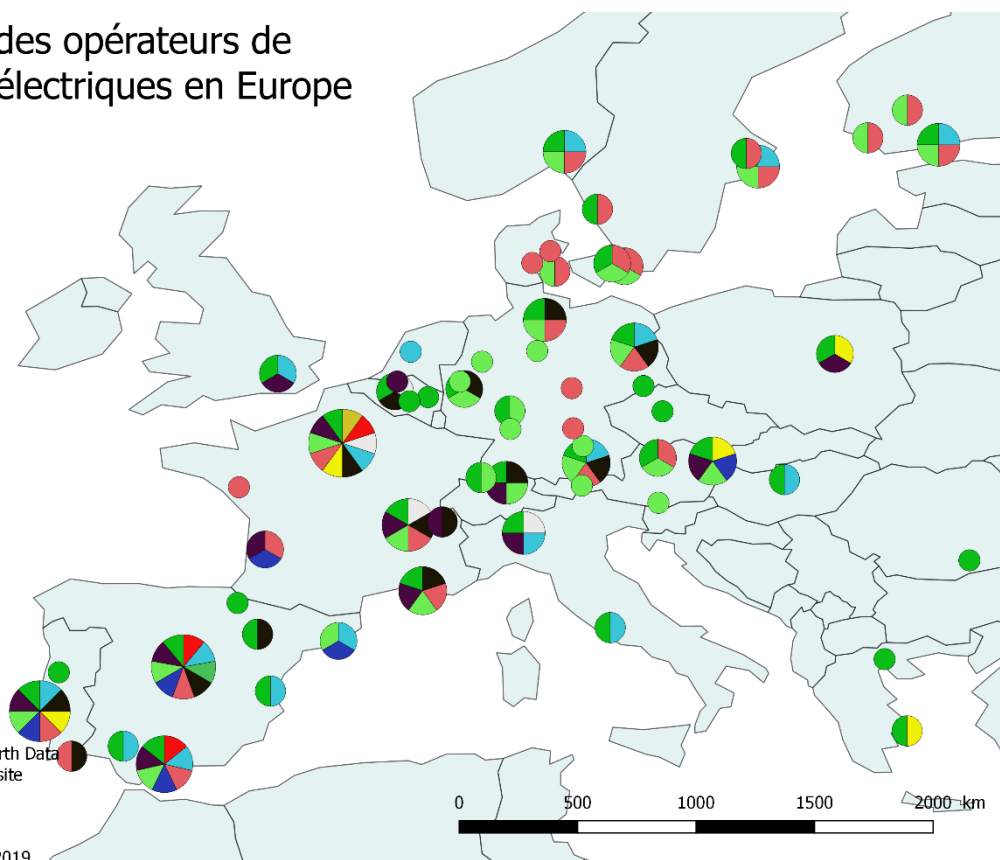 des opérateurs de
électriques en Europe
rth Data
site
0 500 1000 1500 2000 km
2019